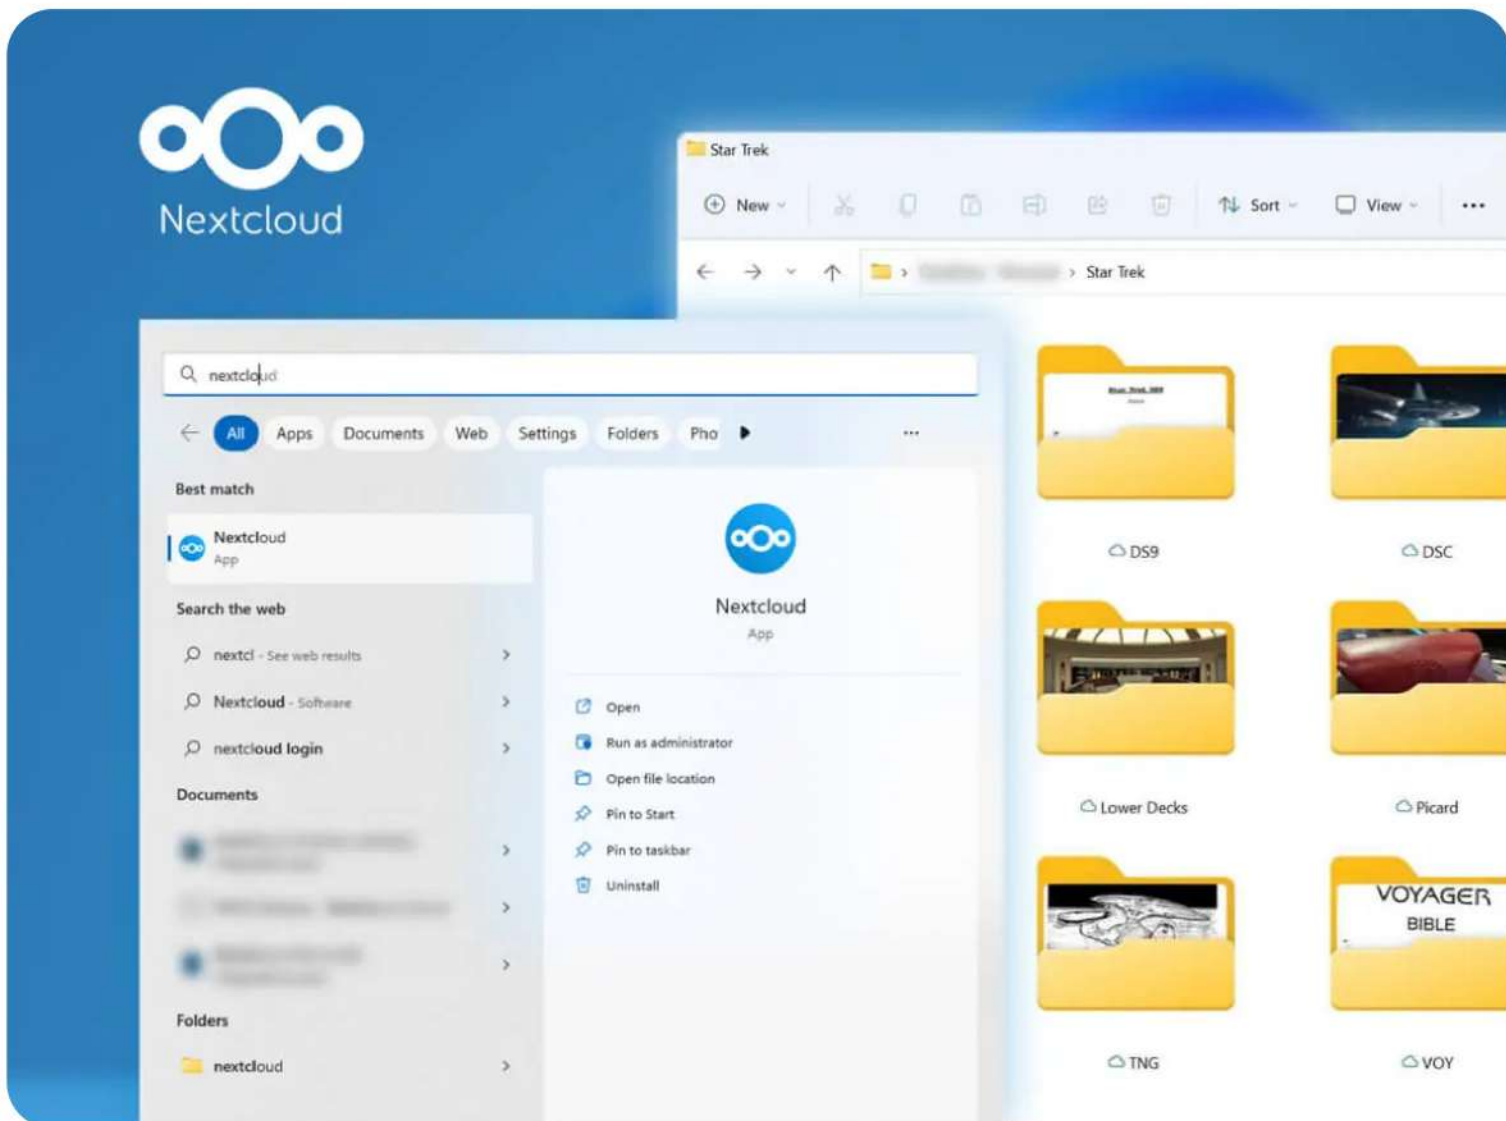 Nextcloud
Star Trek
New
Sort
View
Star Trek
nextcloud
All Apps Documents Web Settings Folders Pho
Best match
Nextcloud
App
Search the web
nextcl - See web results
Nextcloud - Software
nextcloud login
Documents
Folders
nextcloud
Nextcloud
App
Open
Run as administrator
Open file location
Pin to Start
Pin to taskbar
Uninstall
DS9
DSC
Lower Decks
Picard
TNG
VOYAGER
BIBLE
VOY